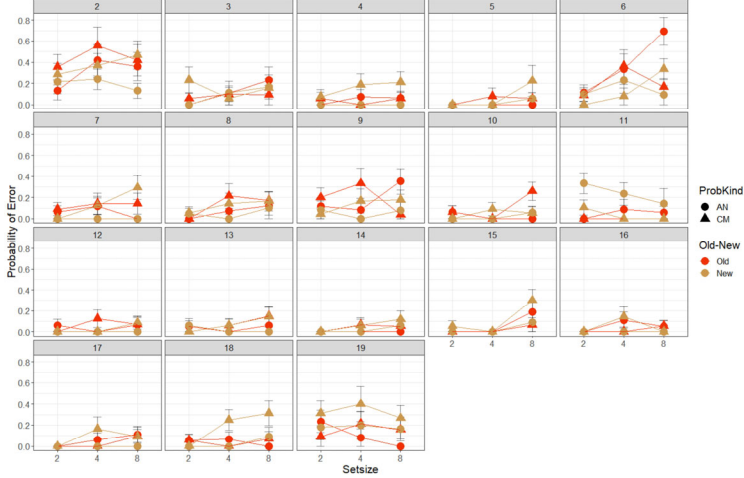 2 3 4 5 6
0.8
0.6
0.4
0.2
0.0
7 8 9 10 11
0.8
0.6
0.4
0.2
0.0
12 13 14 15 16
0.8
0.6
0.4
0.2
0.0
2 4 8 2 4 8
17 18 19
0.8
0.6
0.4
0.2
0.0
2 4 8 2 4 8 2 4 8
Setsize
Probability of Error
ProbKind
AN
CM
Old-New
Old
New